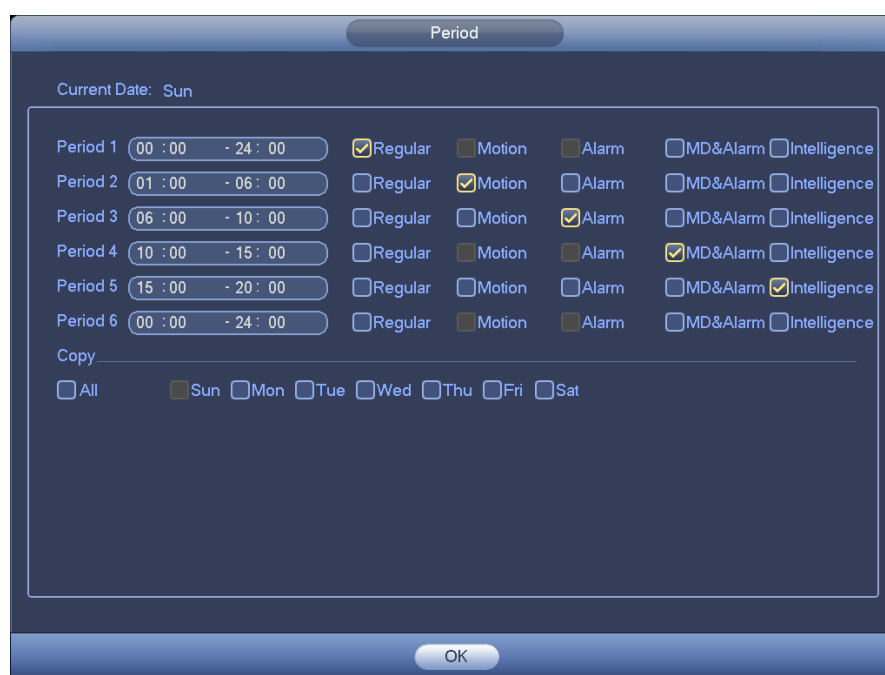 Period
Current Date: Sun
Period 1 00 :00 - 24 : 00 Regular Motion Alarm MD&Alarm Intelligence
Period 2 01 :00 - 06 : 00 Regular Motion Alarm MD&Alarm Intelligence
Period 3 06 :00 - 10 : 00 Regular Motion Alarm MD&Alarm Intelligence
Period 4 10 :00 - 15 : 00 Regular Motion Alarm MD&Alarm Intelligence
Period 5 15 :00 - 20 : 00 Regular Motion Alarm MD&Alarm Intelligence
Period 6 00 :00 - 24 : 00 Regular Motion Alarm MD&Alarm Intelligence
Copy
All Sun Mon Tue Wed Thu Fri Sat
OK